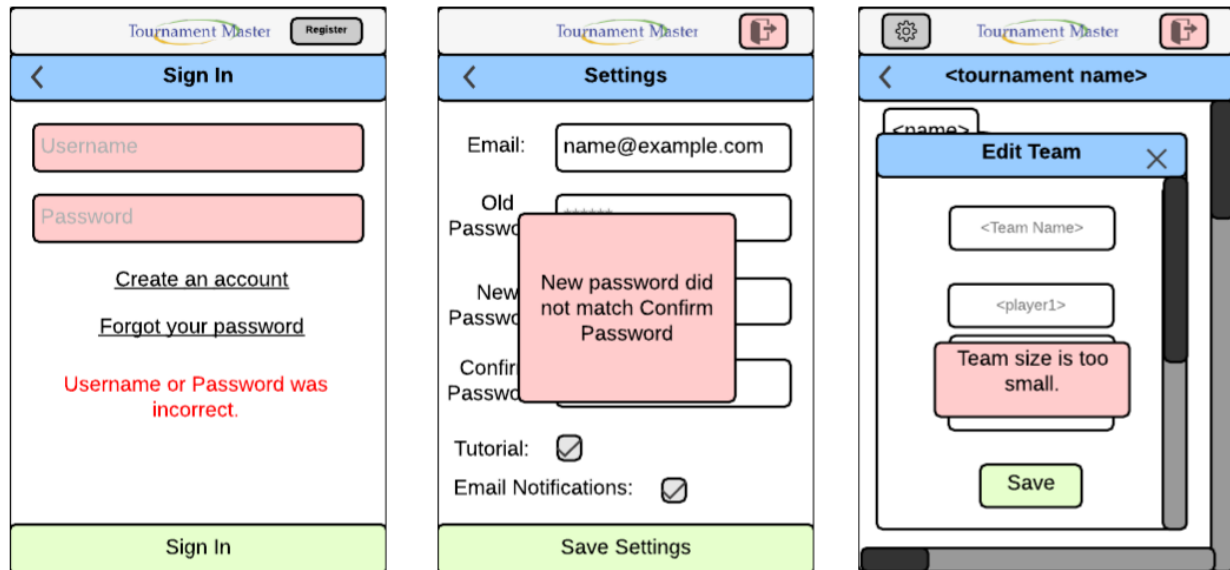 Tournament Master
Register
Sign In
Username
Password
Create an account
Forgot your password
Username or Password was
incorrect.
Sign In
Tournament Master
Settings
Email:
name@example.com
Old
Passwo
******
New
Passwo
Confir
Passwo
New password did
not match Confirm
Password
Tutorial:
Email Notifications:
Save Settings
Tournament Master
<tournament name>
<name>
Edit Team
<Team Name>
<player1>
Team size is too
small.
Save